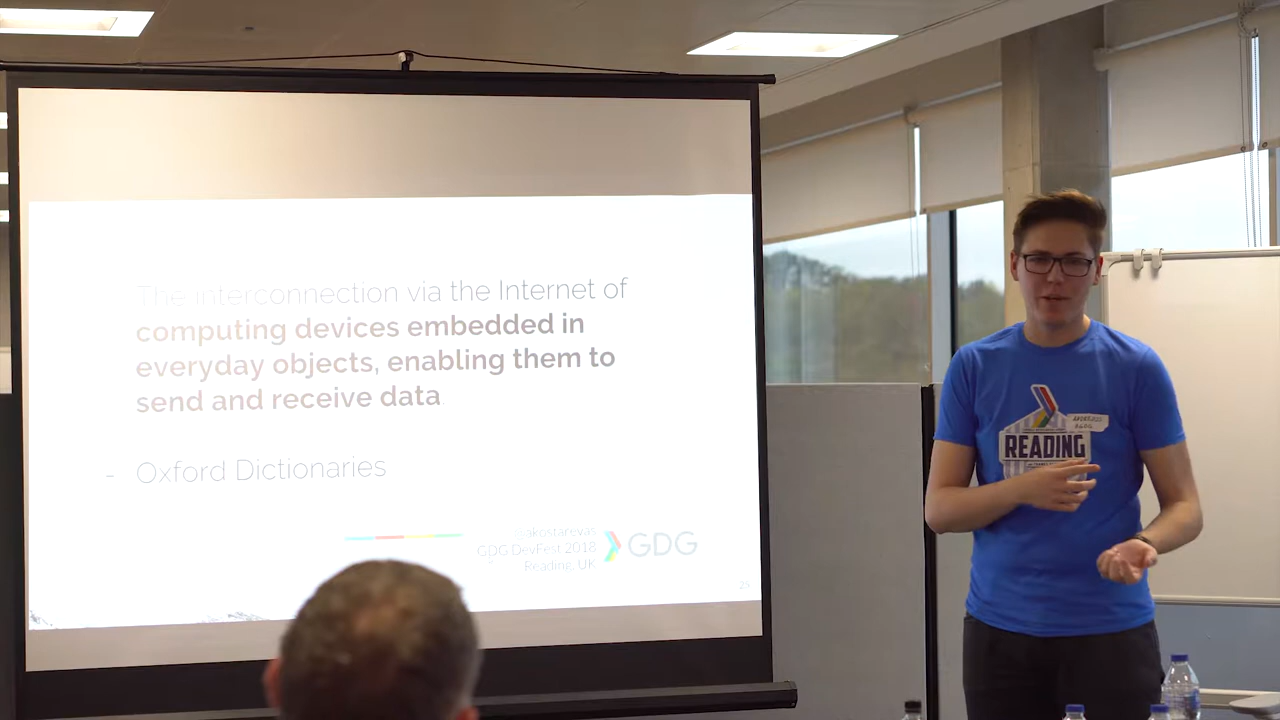 The interconnection via the Internet of
computing devices embedded in
everyday objects, enabling them to
send and receive data
- Oxford Dictionaries
@akostarevas
GDG DevFest 2018
Reading, UK
GDG
25
READING